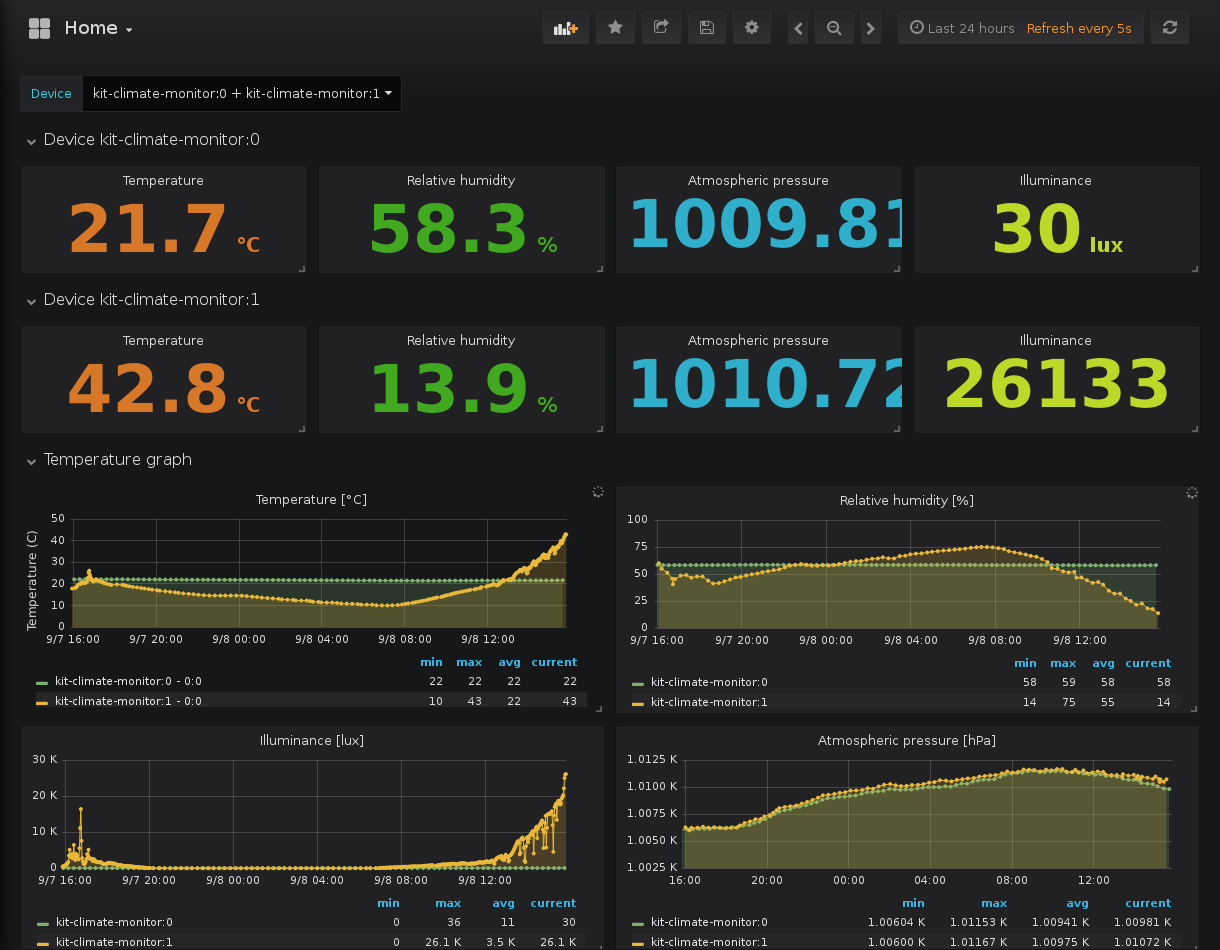 Home
Last 24 hours Refresh every 5s
Device kit-climate-monitor:0 + kit-climate-monitor:1
Device kit-climate-monitor:0
Temperature Relative humidity Atmospheric pressure Illuminance
21.7 °C 58.3 % 1009.81 30 lux
Device kit-climate-monitor:1
Temperature Relative humidity Atmospheric pressure Illuminance
42.8 °C 13.9 % 1010.72 26133
Temperature graph
Temperature [°C]
Temperature (C)
50
40
30
20
10
0
9/7 16:00 9/7 20:00 9/8 00:00 9/8 04:00 9/8 08:00 9/8 12:00
min max avg current
kit-climate-monitor:0 - 0:0 22 22 22 22
kit-climate-monitor:1 - 0:0 10 43 22 43
Relative humidity [%]
100
75
50
25
0
9/7 16:00 9/7 20:00 9/8 00:00 9/8 04:00 9/8 08:00 9/8 12:00
min max avg current
kit-climate-monitor:0 58 59 58 58
kit-climate-monitor:1 14 75 55 14
Illuminance [lux]
30 K
20 K
10 K
0
9/7 16:00 9/7 20:00 9/8 00:00 9/8 04:00 9/8 08:00 9/8 12:00
min max avg current
kit-climate-monitor:0 0 36 11 30
kit-climate-monitor:1 0 26.1 K 3.5 K 26.1 K
Atmospheric pressure [hPa]
1.0125 K
1.0100 K
1.0075 K
1.0050 K
1.0025 K
16:00 20:00 00:00 04:00 08:00 12:00
min max avg current
kit-climate-monitor:0 1.00604 K 1.01153 K 1.00941 K 1.00981 K
kit-climate-monitor:1 1.00600 K 1.01167 K 1.00975 K 1.01072 K